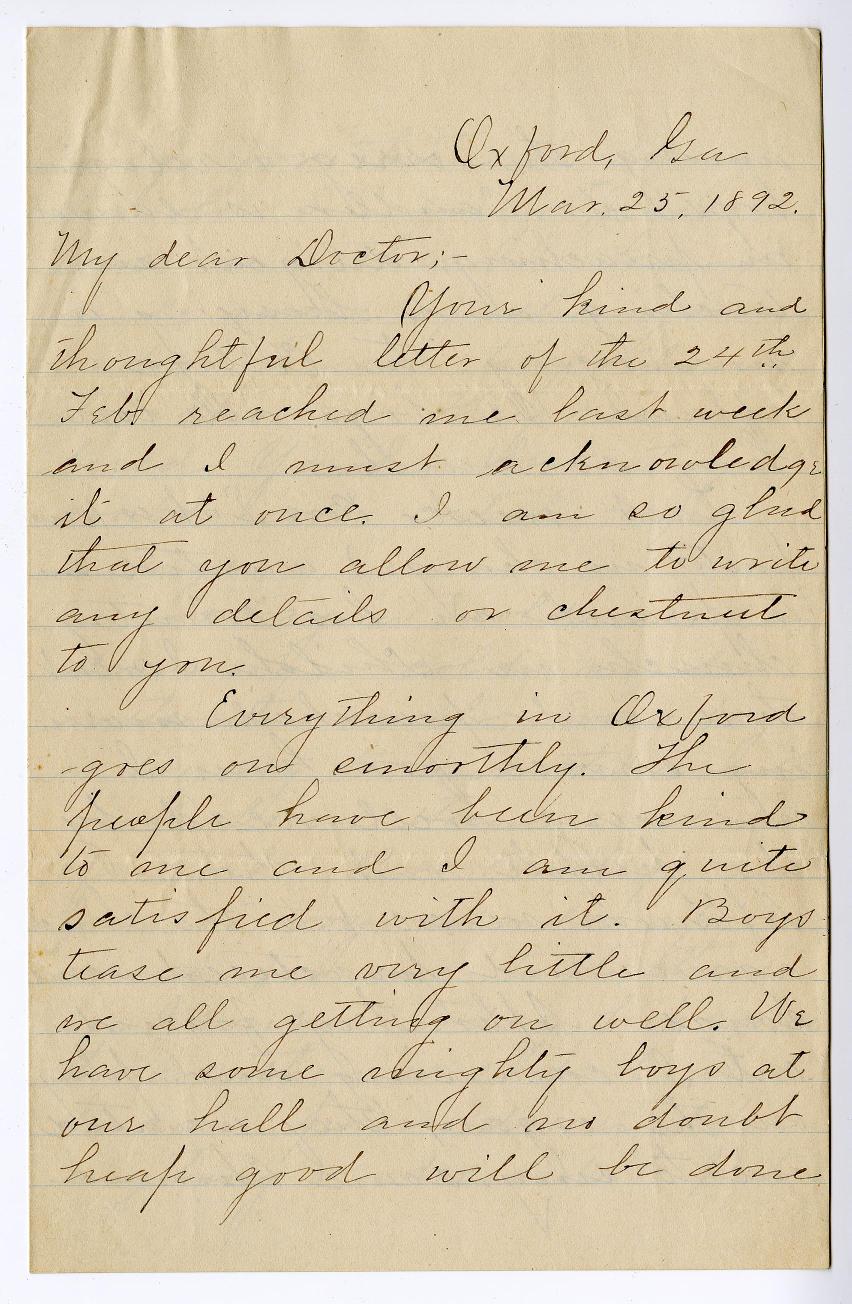 Oxford, Ga
Mar. 25, 1892.
My dear Doctor;-
Your kind and
thoughtful letter of the 24th
Feb. reached me last week
and I must acknowledge
it at once. I am so glad
that you allow me to write
any details or chestnut
to you.
Everything in Oxford
goes on smoothly. The
people have been kind
to me and I am quite
satisfied with it. Boys
tease me very little and
we all getting on well. We
have some mighty boys at
our hall and no doubt
heap good will be done